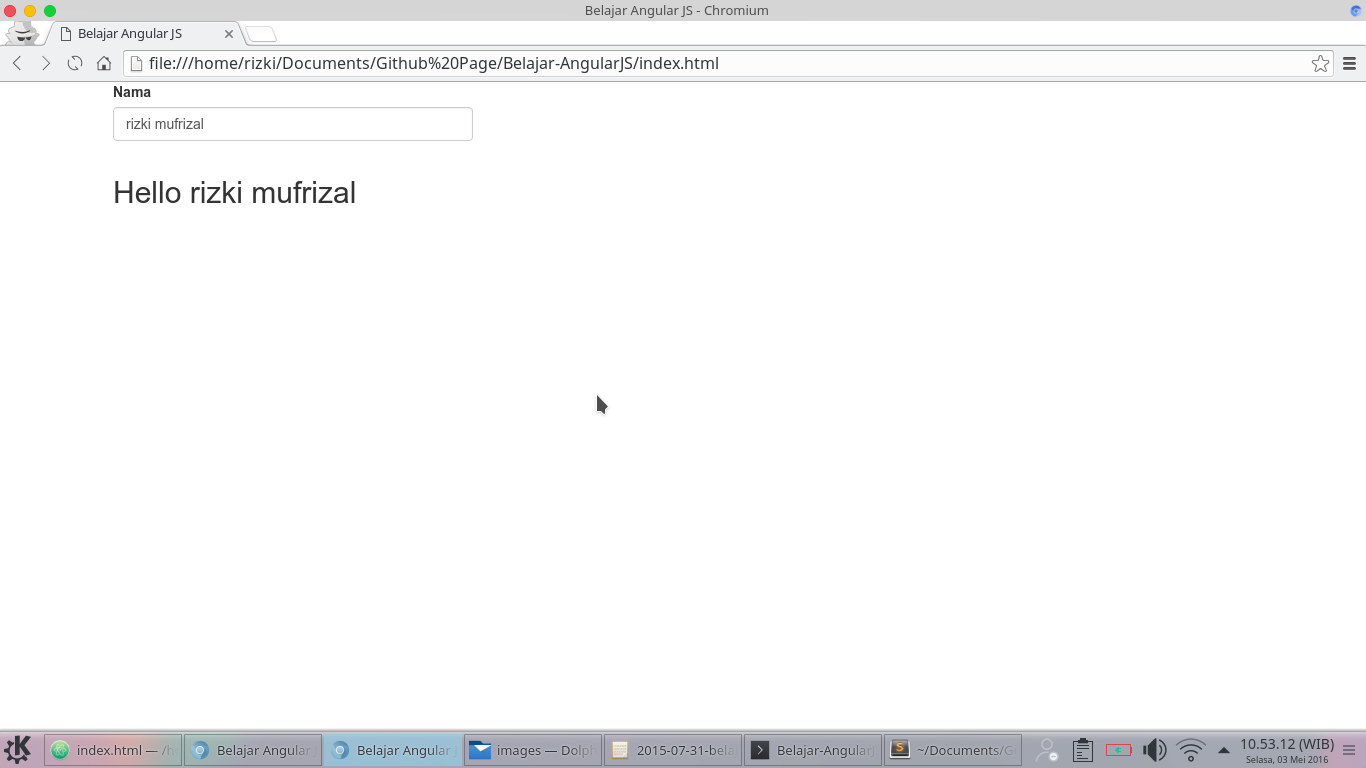 Belajar Angular JS - Chromium
Belajar Angular JS
file:///home/rizki/Documents/Github%20Page/Belajar-AngularJS/index.html
Nama
rizki mufrizal
Hello rizki mufrizal
index.html — /h
Belajar Angular
Belajar Angular
images — Dolph
2015-07-31-bela
Belajar-Angular
~/Documents/Gi
10.53.12 (WIB)
Selasa, 03 Mei 2016